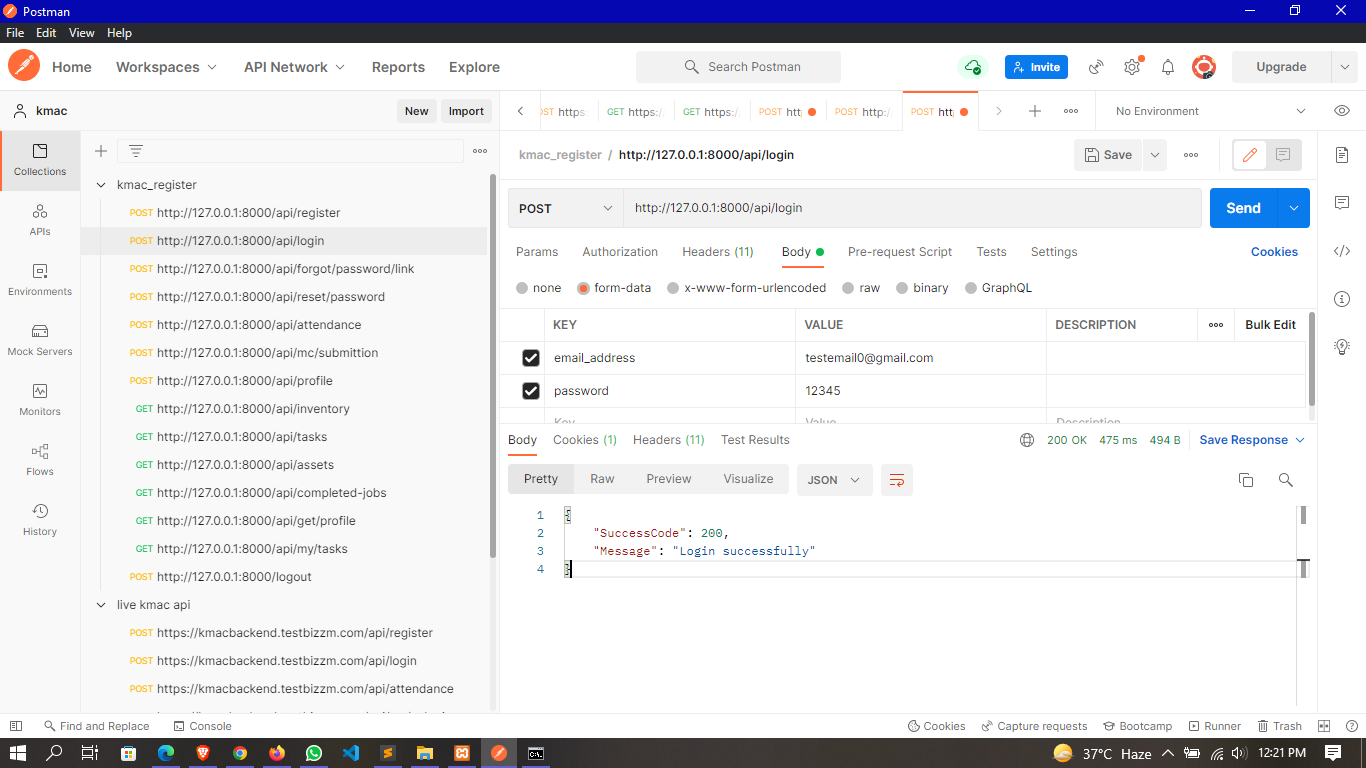 Postman
File Edit View Help
Home Workspaces API Network Reports Explore
Search Postman
Invite
Upgrade
kmac
New Import
https:
GET https:/
GET https:/
POST htt
POST http:/
POST htt
No Environment
Collections
APIs
Environments
Mock Servers
Monitors
Flows
History
kmac_register
POST http://127.0.0.1:8000/api/register
POST http://127.0.0.1:8000/api/login
POST http://127.0.0.1:8000/api/forgot/password/link
POST http://127.0.0.1:8000/api/reset/password
POST http://127.0.0.1:8000/api/attendance
POST http://127.0.0.1:8000/api/mc/submittion
POST http://127.0.0.1:8000/api/profile
GET http://127.0.0.1:8000/api/inventory
GET http://127.0.0.1:8000/api/tasks
GET http://127.0.0.1:8000/api/assets
GET http://127.0.0.1:8000/api/completed-jobs
GET http://127.0.0.1:8000/api/get/profile
GET http://127.0.0.1:8000/api/my/tasks
POST http://127.0.0.1:8000/logout
live kmac api
POST https://kmacbackend.testbizzm.com/api/register
POST https://kmacbackend.testbizzm.com/api/login
POST https://kmacbackend.testbizzm.com/api/attendance
kmac_register / http://127.0.0.1:8000/api/login
Save
POST http://127.0.0.1:8000/api/login
Send
Params Authorization Headers (11) Body Pre-request Script Tests Settings Cookies
none form-data x-www-form-urlencoded raw binary GraphQL
KEY VALUE DESCRIPTION Bulk Edit
email_address testemail0@gmail.com
password 12345
Key Value Description
Body Cookies (1) Headers (11) Test Results
200 OK 475 ms 494 B Save Response
Pretty Raw Preview Visualize JSON
1 {
2 "SuccessCode": 200,
3 "Message": "Login successfully"
4 }
Find and Replace Console
Cookies Capture requests Bootcamp Runner Trash
37°C Haze 12:21 PM